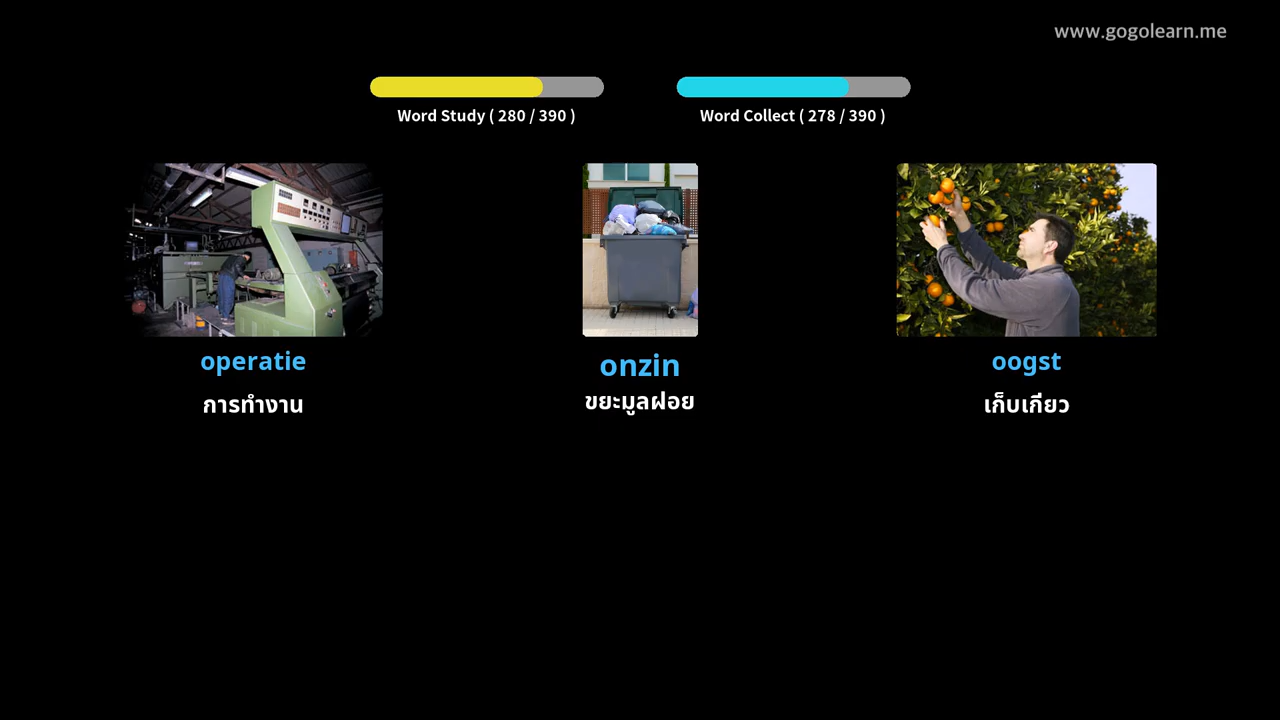 www.gogolearn.me
Word Study ( 280 / 390 )
Word Collect ( 278 / 390 )
operatie
onzin
oogst
การทำงาน
ขยะมูลฝอย
เก็บเกี่ยว